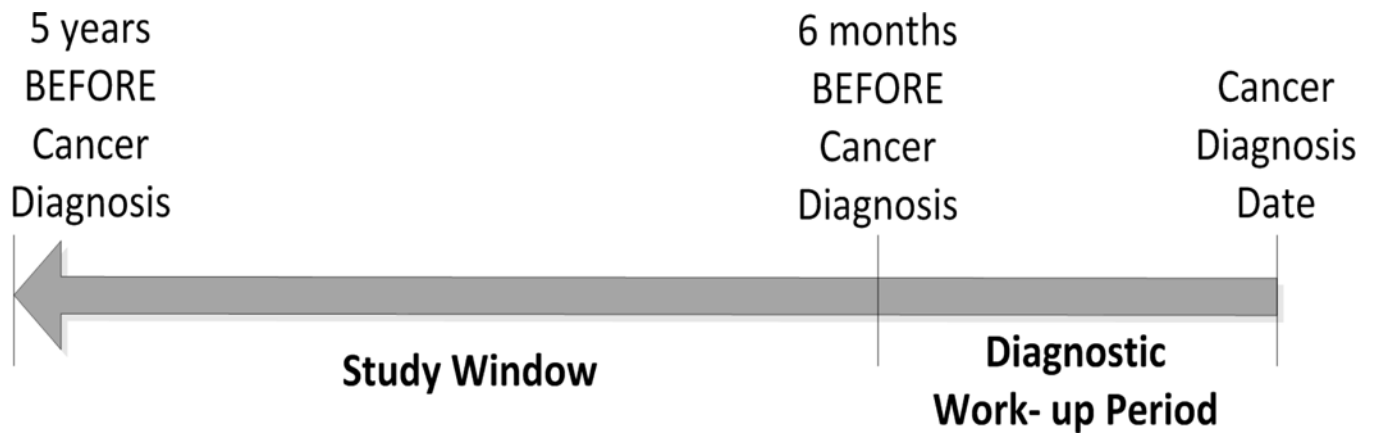 5 years
BEFORE
Cancer
Diagnosis
6 months
BEFORE
Cancer
Diagnosis
Cancer
Diagnosis
Date
Study Window
Diagnostic
Work- up Period